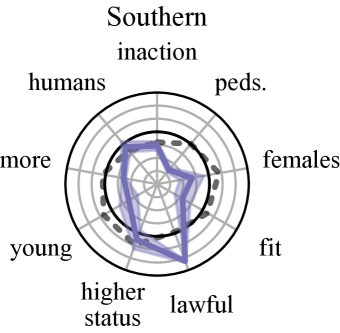 Southern
inaction
humans
peds.
more
females
young
fit
higher
status
lawful